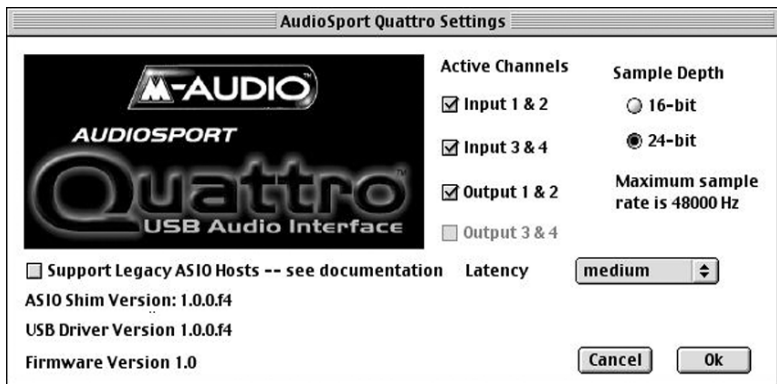 AudioSport Quattro Settings
M-AUDIO
AUDIOSPORT
Quattro™
USB Audio Interface
Active Channels
Input 1 & 2
Input 3 & 4
Output 1 & 2
Output 3 & 4
Sample Depth
16-bit
24-bit
Maximum sample
rate is 48000 Hz
Support Legacy ASIO Hosts -- see documentation
Latency
medium
ASIO Shim Version: 1.0.0.f4
USB Driver Version 1.0.0.f4
Firmware Version 1.0
Cancel
Ok